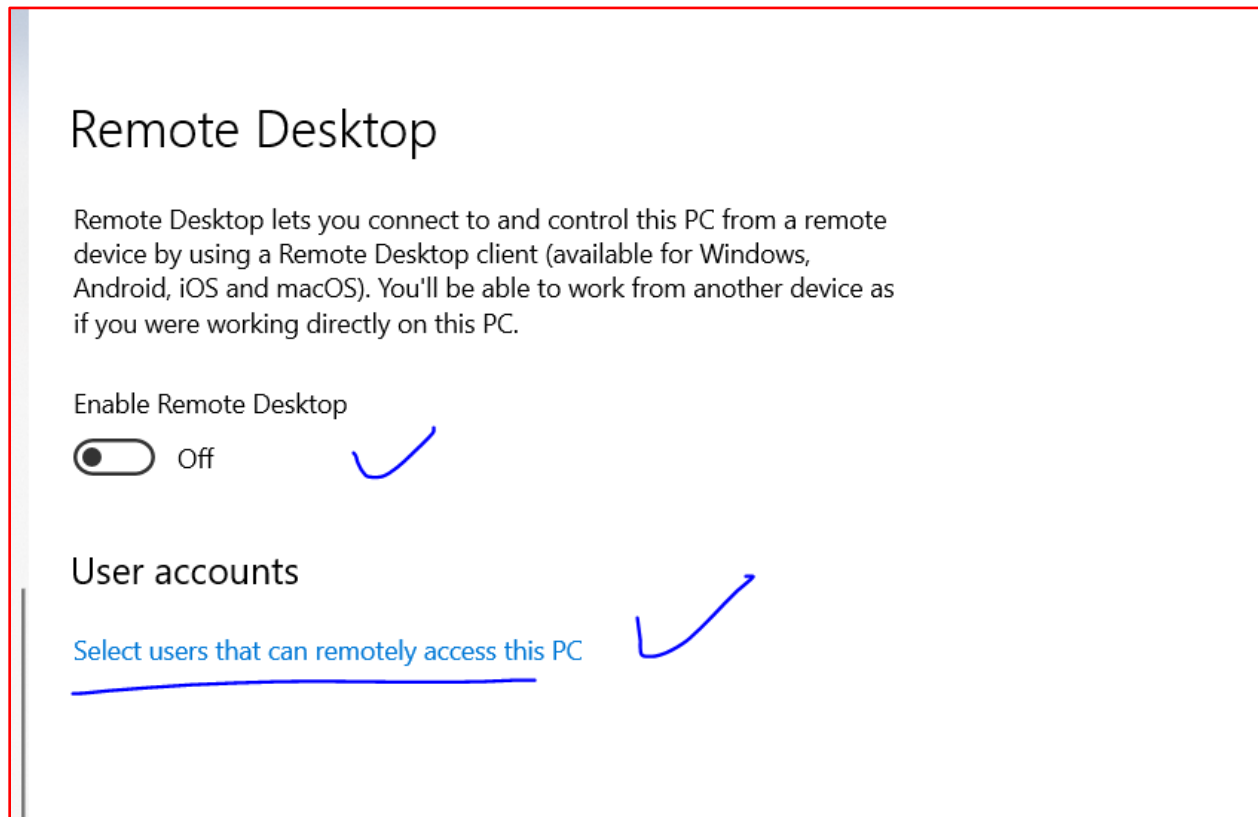 Remote Desktop
Remote Desktop lets you connect to and control this PC from a remote
device by using a Remote Desktop client (available for Windows,
Android, iOS and macOS). You'll be able to work from another device as
if you were working directly on this PC.
Enable Remote Desktop
Off
User accounts
Select users that can remotely access this PC